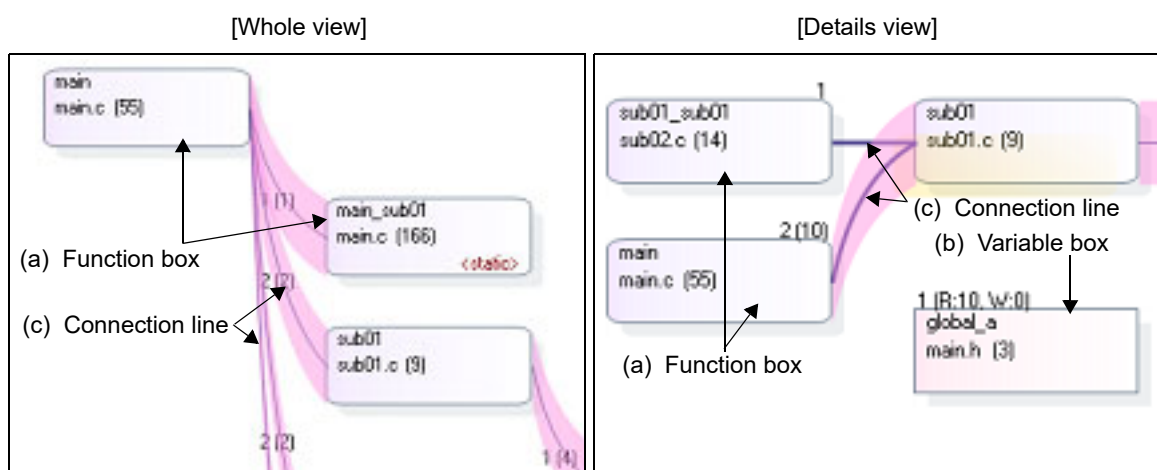 [Whole view]
main
main.c (55)
1 (1)
main_sub01
main.c (166)
<static>
(a) Function box
2 (2)
(c) Connection line
sub01
sub01.c (9)
2 (2)
1 (4)
[Details view]
1
sub01_sub01
sub02.c (14)
sub01
sub01.c (9)
(c) Connection line
2 (10)
(b) Variable box
main
main.c (55)
1 (R:10, W:0)
global_a
main.h (3)
(a) Function box